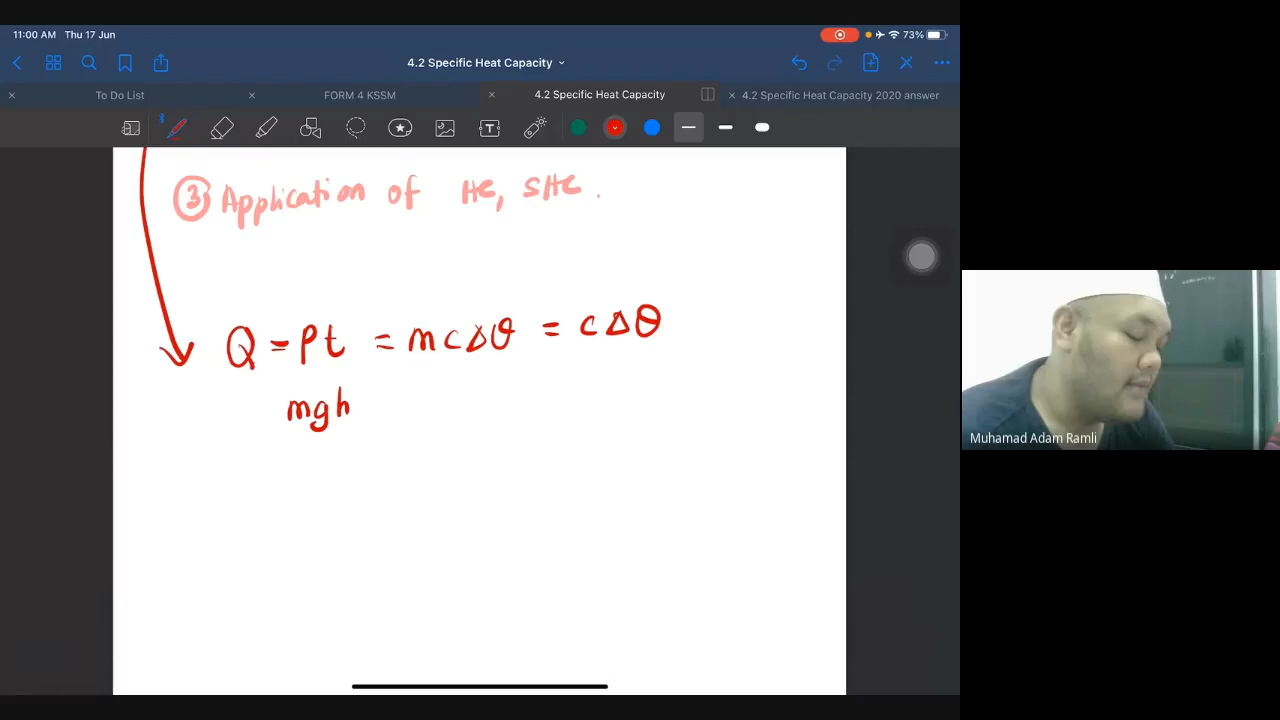 11:00 AM Thu 17 Jun
73%
4.2 Specific Heat Capacity
To Do List
FORM 4 KSSM
4.2 Specific Heat Capacity
4.2 Specific Heat Capacity 2020 answer
③ Application of HC, SHC.
Q = Pt = mcΔθ = CΔθ
mgh
Muhamad Adam Ramli